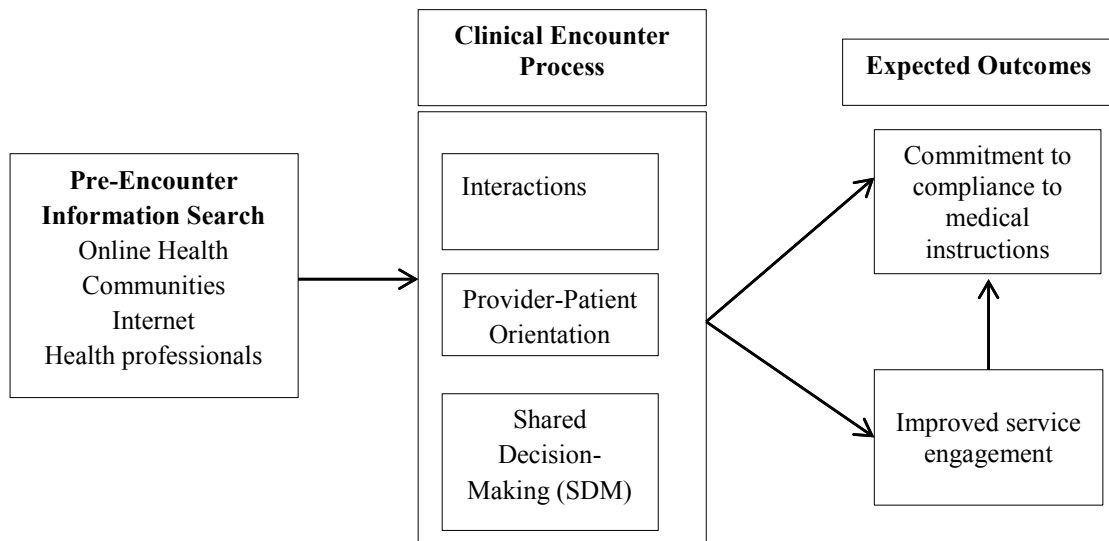 Pre-Encounter
Information Search
Online Health
Communities
Internet
Health professionals
Clinical Encounter
Process
Interactions
Provider-Patient
Orientation
Shared
Decision-
Making (SDM)
Expected Outcomes
Commitment to
compliance to
medical
instructions
Improved service
engagement